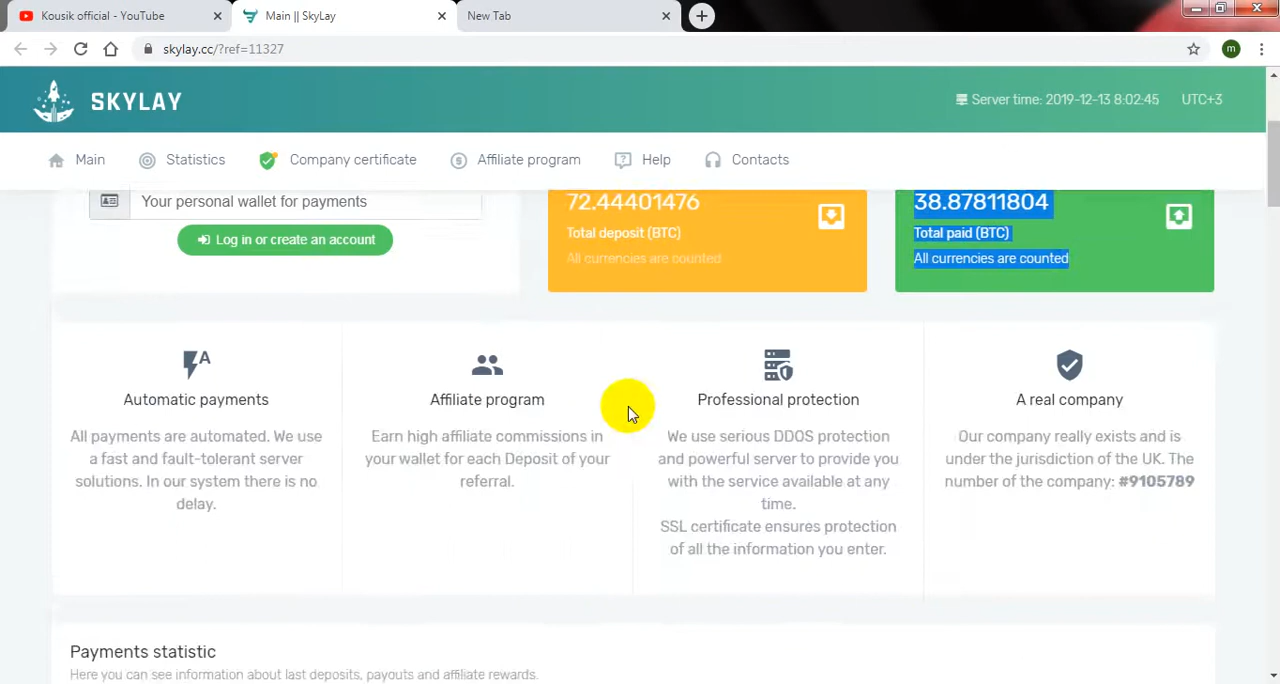 Kousik official - YouTube
Main || SkyLay
New Tab
skylay.cc/?ref=11327
m
SKYLAY
Server time: 2019-12-13 8:02:45 UTC+3
Main
Statistics
Company certificate
Affiliate program
Help
Contacts
Your personal wallet for payments
Log in or create an account
72.44401476
Total deposit (BTC)
All currencies are counted
38.87811804
Total paid (BTC)
All currencies are counted
Automatic payments
All payments are automated. We use
a fast and fault-tolerant server
solutions. In our system there is no
delay.
Affiliate program
Earn high affiliate commissions in
your wallet for each Deposit of your
referral.
Professional protection
We use serious DDOS protection
and powerful server to provide you
with the service available at any
time.
SSL certificate ensures protection
of all the information you enter.
A real company
Our company really exists and is
under the jurisdiction of the UK. The
number of the company: #9105789
Payments statistic
Here you can see information about last deposits, payouts and affiliate rewards.